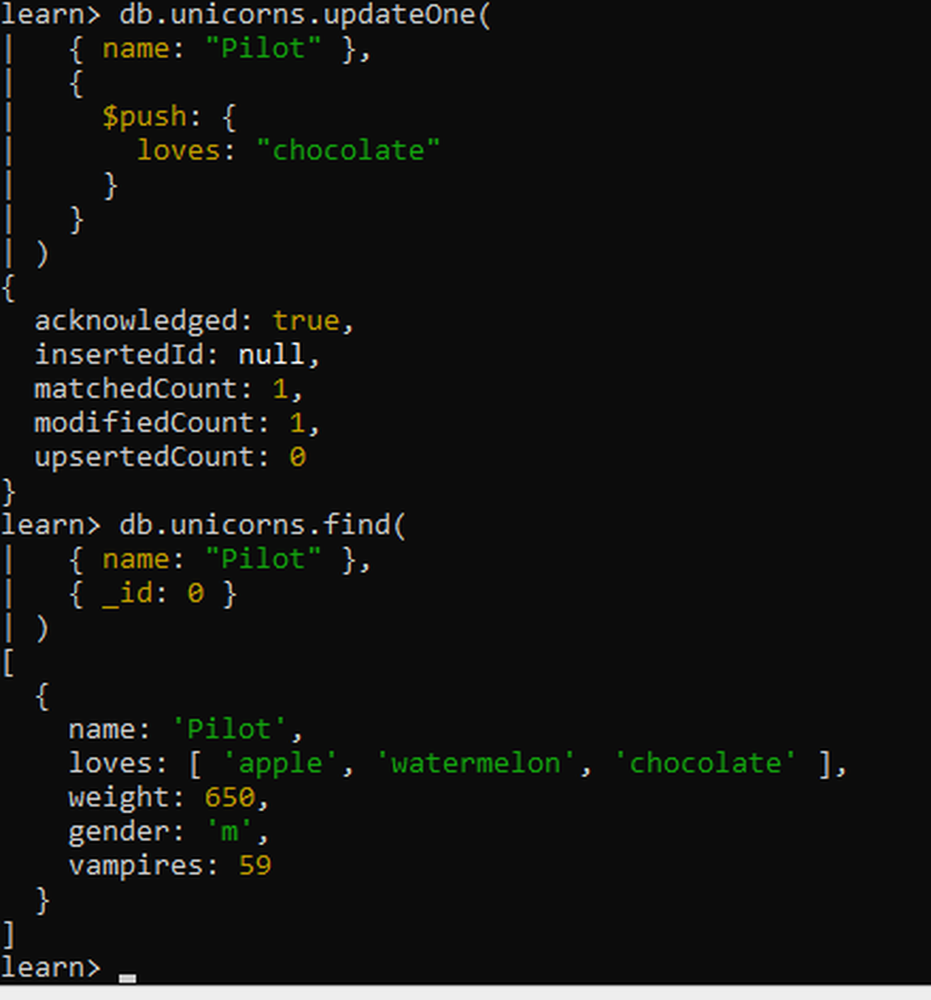 learn> db.unicorns.updateOne(
|   { name: "Pilot" },
|   {
|     $push: {
|       loves: "chocolate"
|     }
|   }
| )
{
  acknowledged: true,
  insertedId: null,
  matchedCount: 1,
  modifiedCount: 1,
  upsertedCount: 0
}
learn> db.unicorns.find(
|   { name: "Pilot" },
|   { _id: 0 }
| )
[
  {
    name: 'Pilot',
    loves: [ 'apple', 'watermelon', 'chocolate' ],
    weight: 650,
    gender: 'm',
    vampires: 59
  }
]
learn>